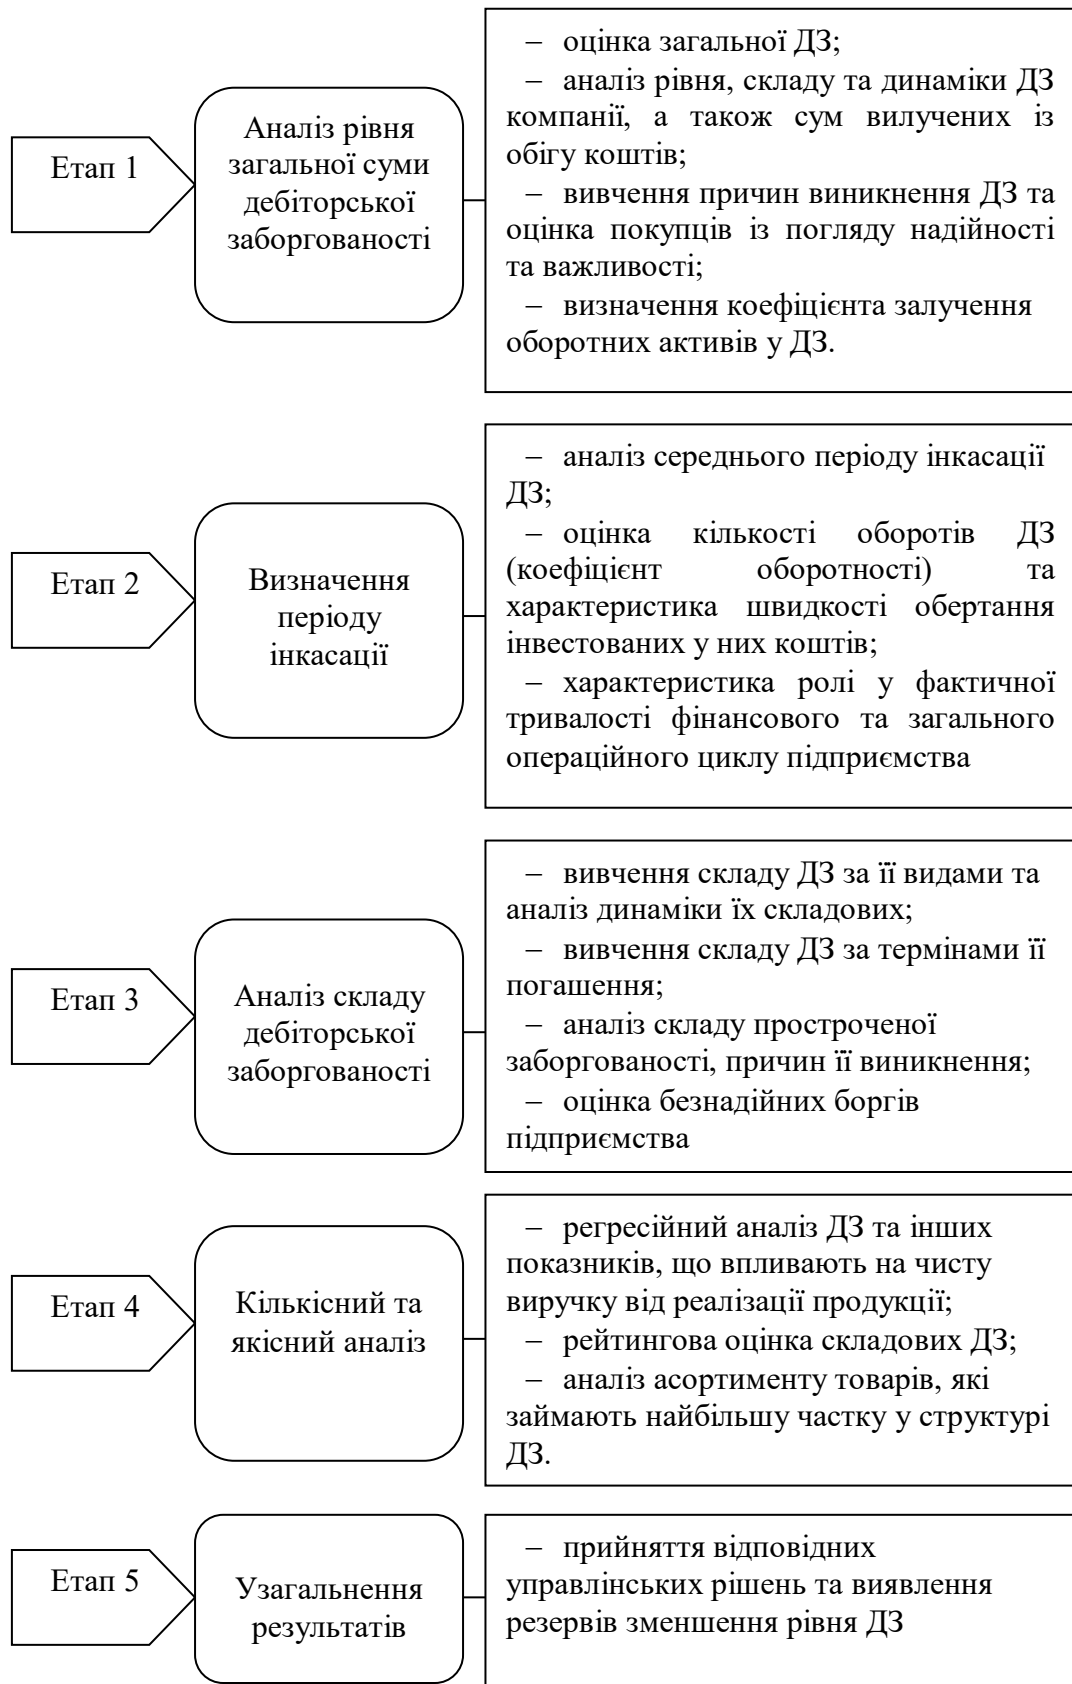 Етап 1
Аналіз рівня
загальної суми
дебіторської
заборгованості
– оцінка загальної ДЗ;
– аналіз рівня, складу та динаміки ДЗ
компанії, а також сум вилучених із
обігу коштів;
– вивчення причин виникнення ДЗ та
оцінка покупців із погляду надійності
та важливості;
– визначення коефіцієнта залучення
оборотних активів у ДЗ.
Етап 2
Визначення
періоду
інкасації
– аналіз середнього періоду інкасації
ДЗ;
– оцінка кількості оборотів ДЗ
(коефіцієнт оборотності) та
характеристика швидкості обертання
інвестованих у них коштів;
– характеристика ролі у фактичної
тривалості фінансового та загального
операційного циклу підприємства
Етап 3
Аналіз складу
дебіторської
заборгованості
– вивчення складу ДЗ за її видами та
аналіз динаміки їх складових;
– вивчення складу ДЗ за термінами її
погашення;
– аналіз складу простроченої
заборгованості, причин її виникнення;
– оцінка безнадійних боргів
підприємства
Етап 4
Кількісний та
якісний аналіз
– регресійний аналіз ДЗ та інших
показників, що впливають на чисту
виручку від реалізації продукції;
– рейтингова оцінка складових ДЗ;
– аналіз асортименту товарів, які
займають найбільшу частку у структурі
ДЗ.
Етап 5
Узагальнення
результатів
– прийняття відповідних
управлінських рішень та виявлення
резервів зменшення рівня ДЗ